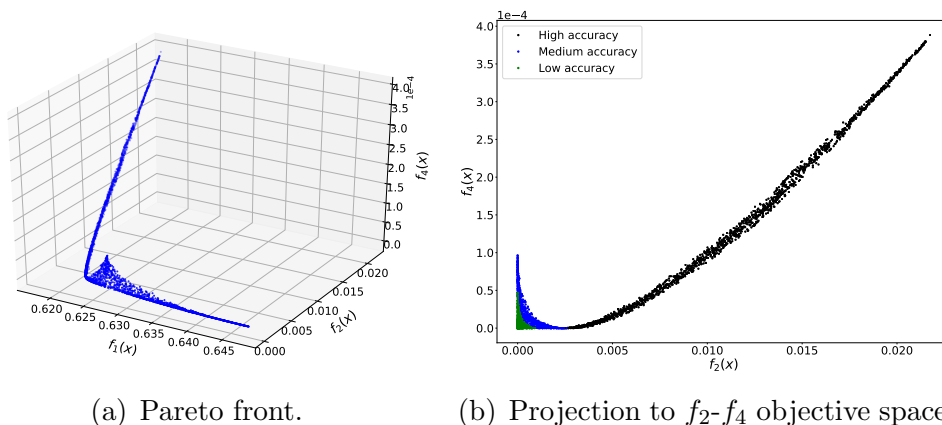 1e−4
4.0
3.5
3.0
2.5
2.0
1.5
1.0
0.5
0.0
f₄(x)
0.620
0.625
0.630
0.635
0.640
0.645
f₁(x)
0.000
0.005
0.010
0.015
0.020
f₂(x)
(a) Pareto front.
1e−4
High accuracy
Medium accuracy
Low accuracy
4.0
3.5
3.0
2.5
2.0
1.5
1.0
0.5
0.0
f₄(x)
0.000
0.005
0.010
0.015
0.020
f₂(x)
(b) Projection to f₂-f₄ objective space